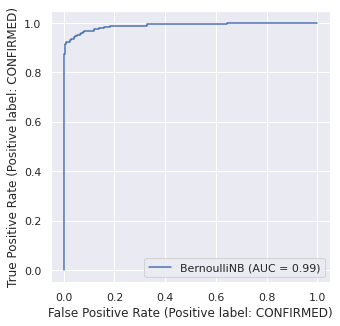 True Positive Rate (Positive label: CONFIRMED)
1.0
0.8
0.6
0.4
0.2
0.0
BernoulliNB (AUC = 0.99)
0.0 0.2 0.4 0.6 0.8 1.0
False Positive Rate (Positive label: CONFIRMED)